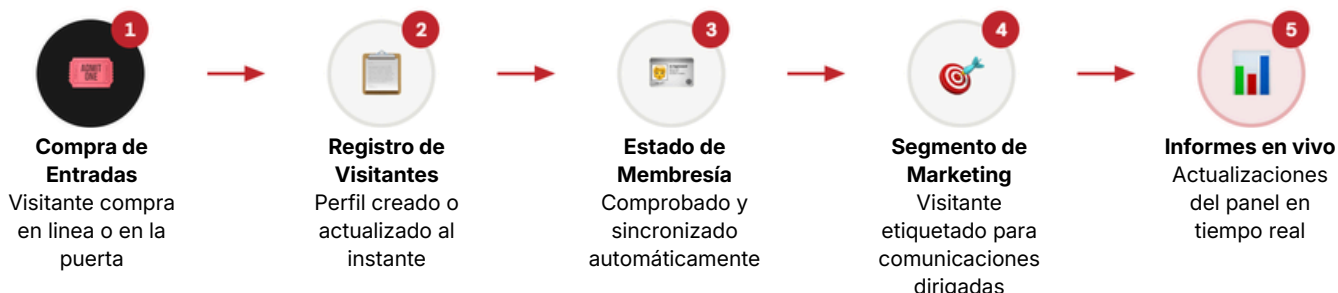 1
ADMIT
ONE
Compra de
Entradas
Visitante compra
en linea o en la
puerta
2
Registro de
Visitantes
Perfil creado o
actualizado al
instante
3
Estado de
Membresía
Comprobado y
sincronizado
automáticamente
4
Segmento de
Marketing
Visitante
etiquetado para
comunicaciones
dirigadas
5
Informes en vivo
Actualizaciones
del panel en
tiempo real